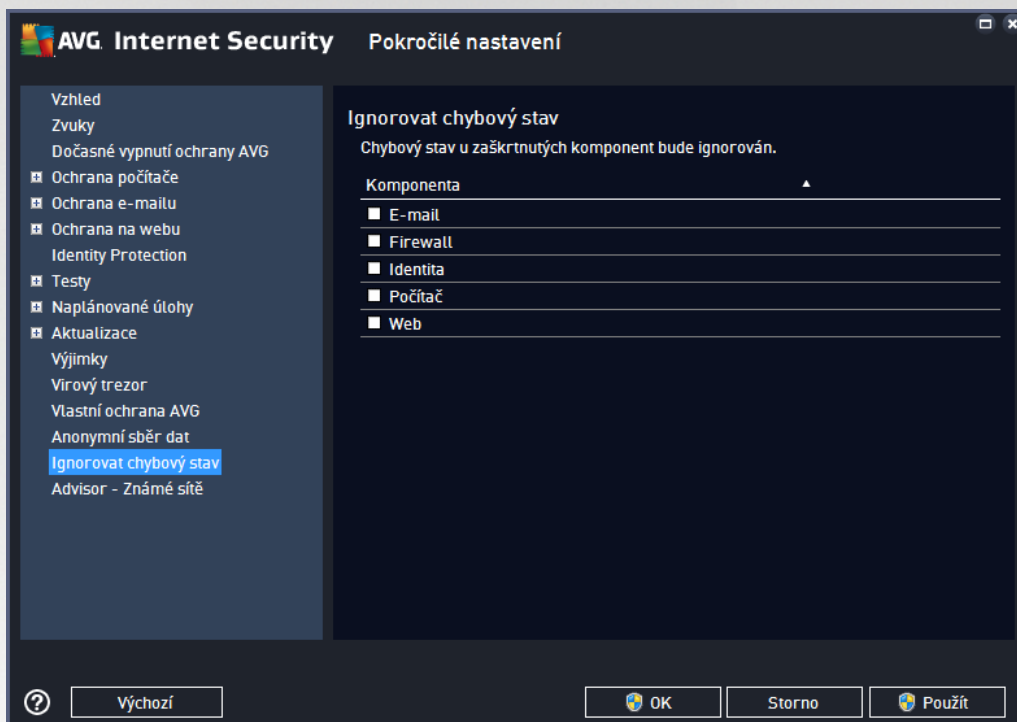 AVG. Internet Security Pokročilé nastavení
Vzhled
Zvuky
Dočasné vypnutí ochrany AVG
Ochrana počítače
Ochrana e-mailu
Ochrana na webu
Identity Protection
Testy
Naplánované úlohy
Aktualizace
Výjimky
Virový trezor
Vlastní ochrana AVG
Anonymní sběr dat
Ignorovat chybový stav
Advisor - Známé sítě
Ignorovat chybový stav
Chybový stav u zaškrtnutých komponent bude ignorován.
Komponenta
E-mail
Firewall
Identita
Počítač
Web
Výchozí OK Storno Použít